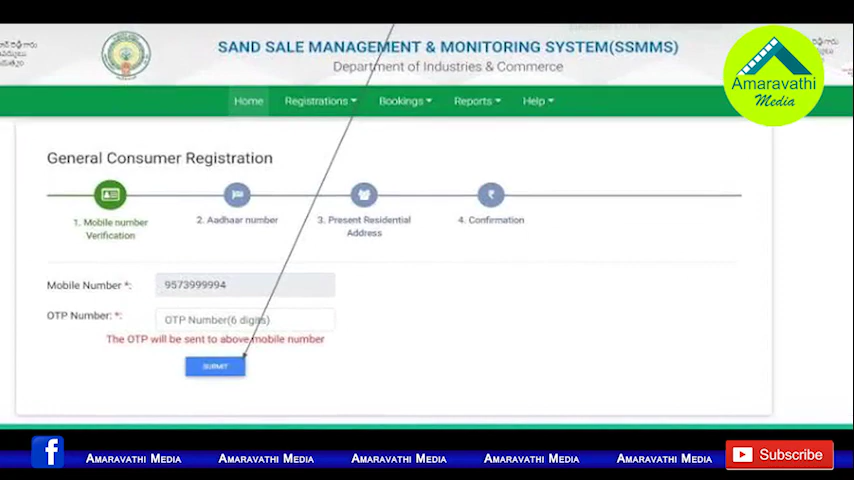 SAND SALE MANAGEMENT & MONITORING SYSTEM(SSMMS)
Department of Industries & Commerce
Amaravathi
Media
Home Registrations Bookings Reports Help
General Consumer Registration
1. Mobile number
Verification
2. Aadhaar number
3. Present Residential
Address
4. Confirmation
Mobile Number *: 9573999994
OTP Number: *: OTP Number(6 digits)
The OTP will be sent to above mobile number
SUBMIT
f AMARAVATHI MEDIA AMARAVATHI MEDIA AMARAVATHI MEDIA AMARAVATHI MEDIA AMARAVATHI MEDIA Subscribe